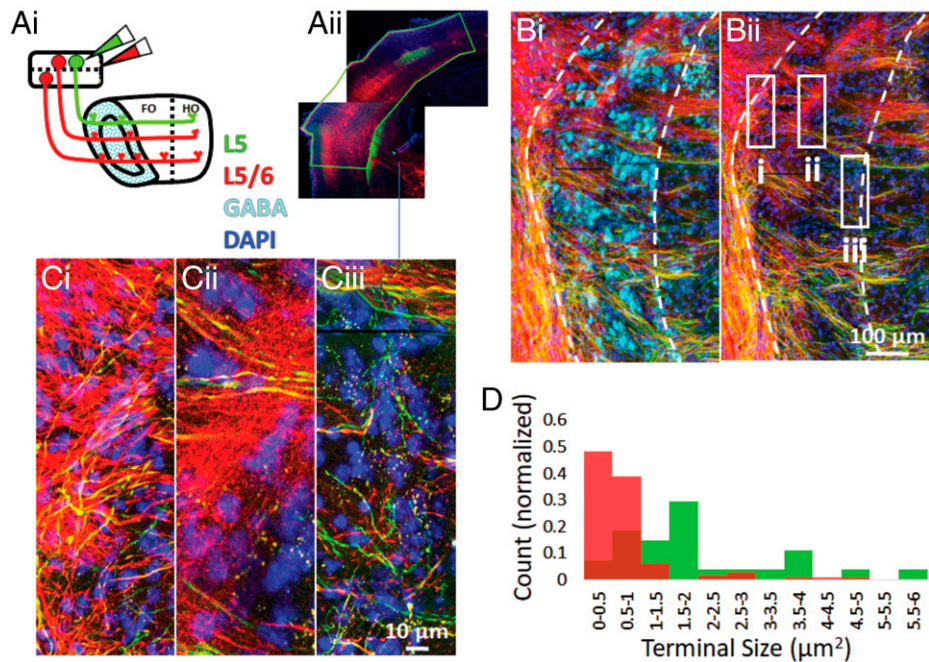 Ai
FO
HO
L5
L5/6
GABA
DAPI
Aii
Bi
Bii
i
ii
iii
100 µm
Ci
Cii
Ciii
10 µm
D
Count (normalized)
0.6
0.5
0.4
0.3
0.2
0.1
0
0-0.5
0.5-1
1-1.5
1.5-2
2-2.5
2.5-3
3-3.5
3.5-4
4-4.5
4.5-5
5-5.5
5.5-6
Terminal Size (µm²)